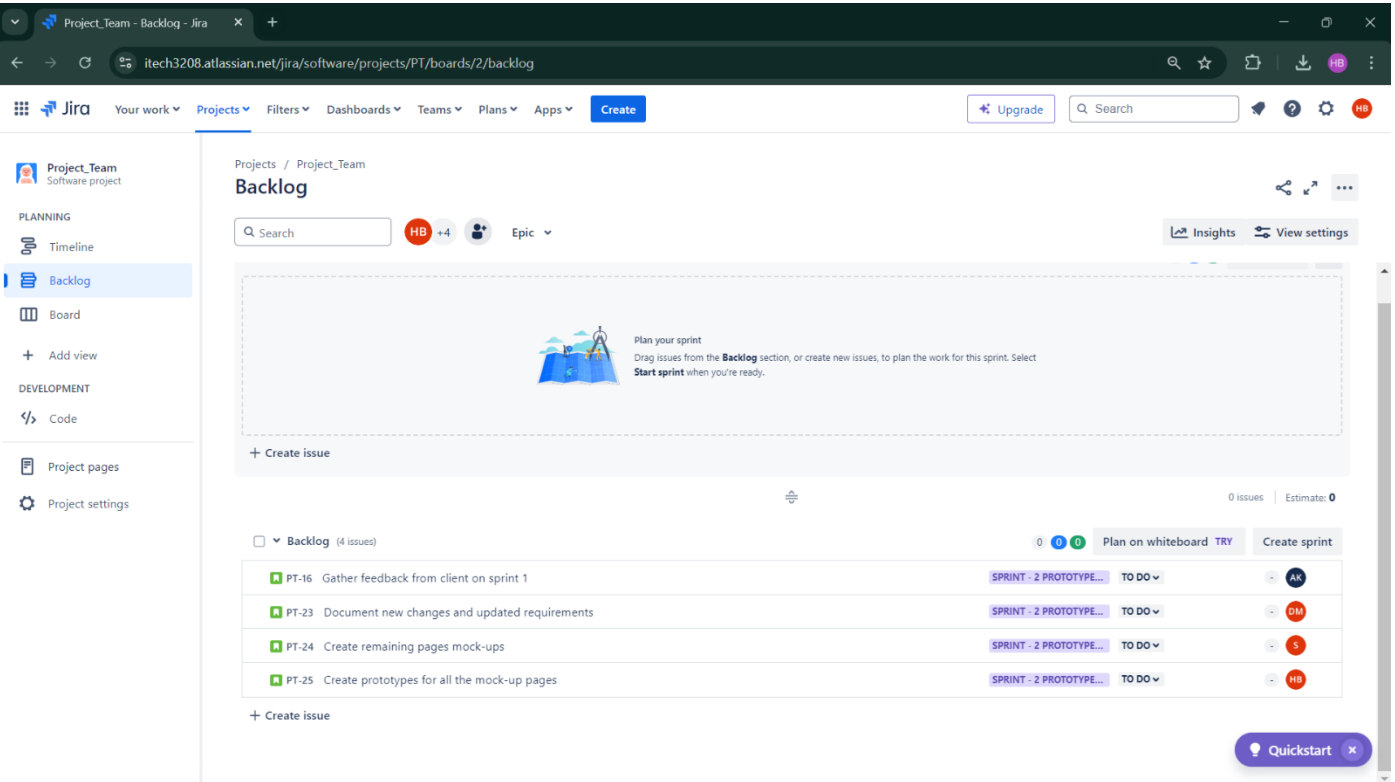 Project_Team - Backlog - Jira
itech3208.atlassian.net/jira/software/projects/PT/boards/2/backlog
HB
Jira Your work Projects Filters Dashboards Teams Plans Apps Create Upgrade Search HB
Project_Team
Software project
PLANNING
Timeline
Backlog
Board
Add view
DEVELOPMENT
Code
Project pages
Project settings
Projects / Project_Team
Backlog
Search HB +4 Epic Insights View settings
Plan your sprint
Drag issues from the Backlog section, or create new issues, to plan the work for this sprint. Select
Start sprint when you're ready.
+ Create issue
0 issues Estimate: 0
Backlog (4 issues) 0 0 0 Plan on whiteboard TRY Create sprint
PT-16 Gather feedback from client on sprint 1 SPRINT - 2 PROTOTYPE... TO DO - AK
PT-23 Document new changes and updated requirements SPRINT - 2 PROTOTYPE... TO DO - DM
PT-24 Create remaining pages mock-ups SPRINT - 2 PROTOTYPE... TO DO - S
PT-25 Create prototypes for all the mock-up pages SPRINT - 2 PROTOTYPE... TO DO - HB
+ Create issue
Quickstart